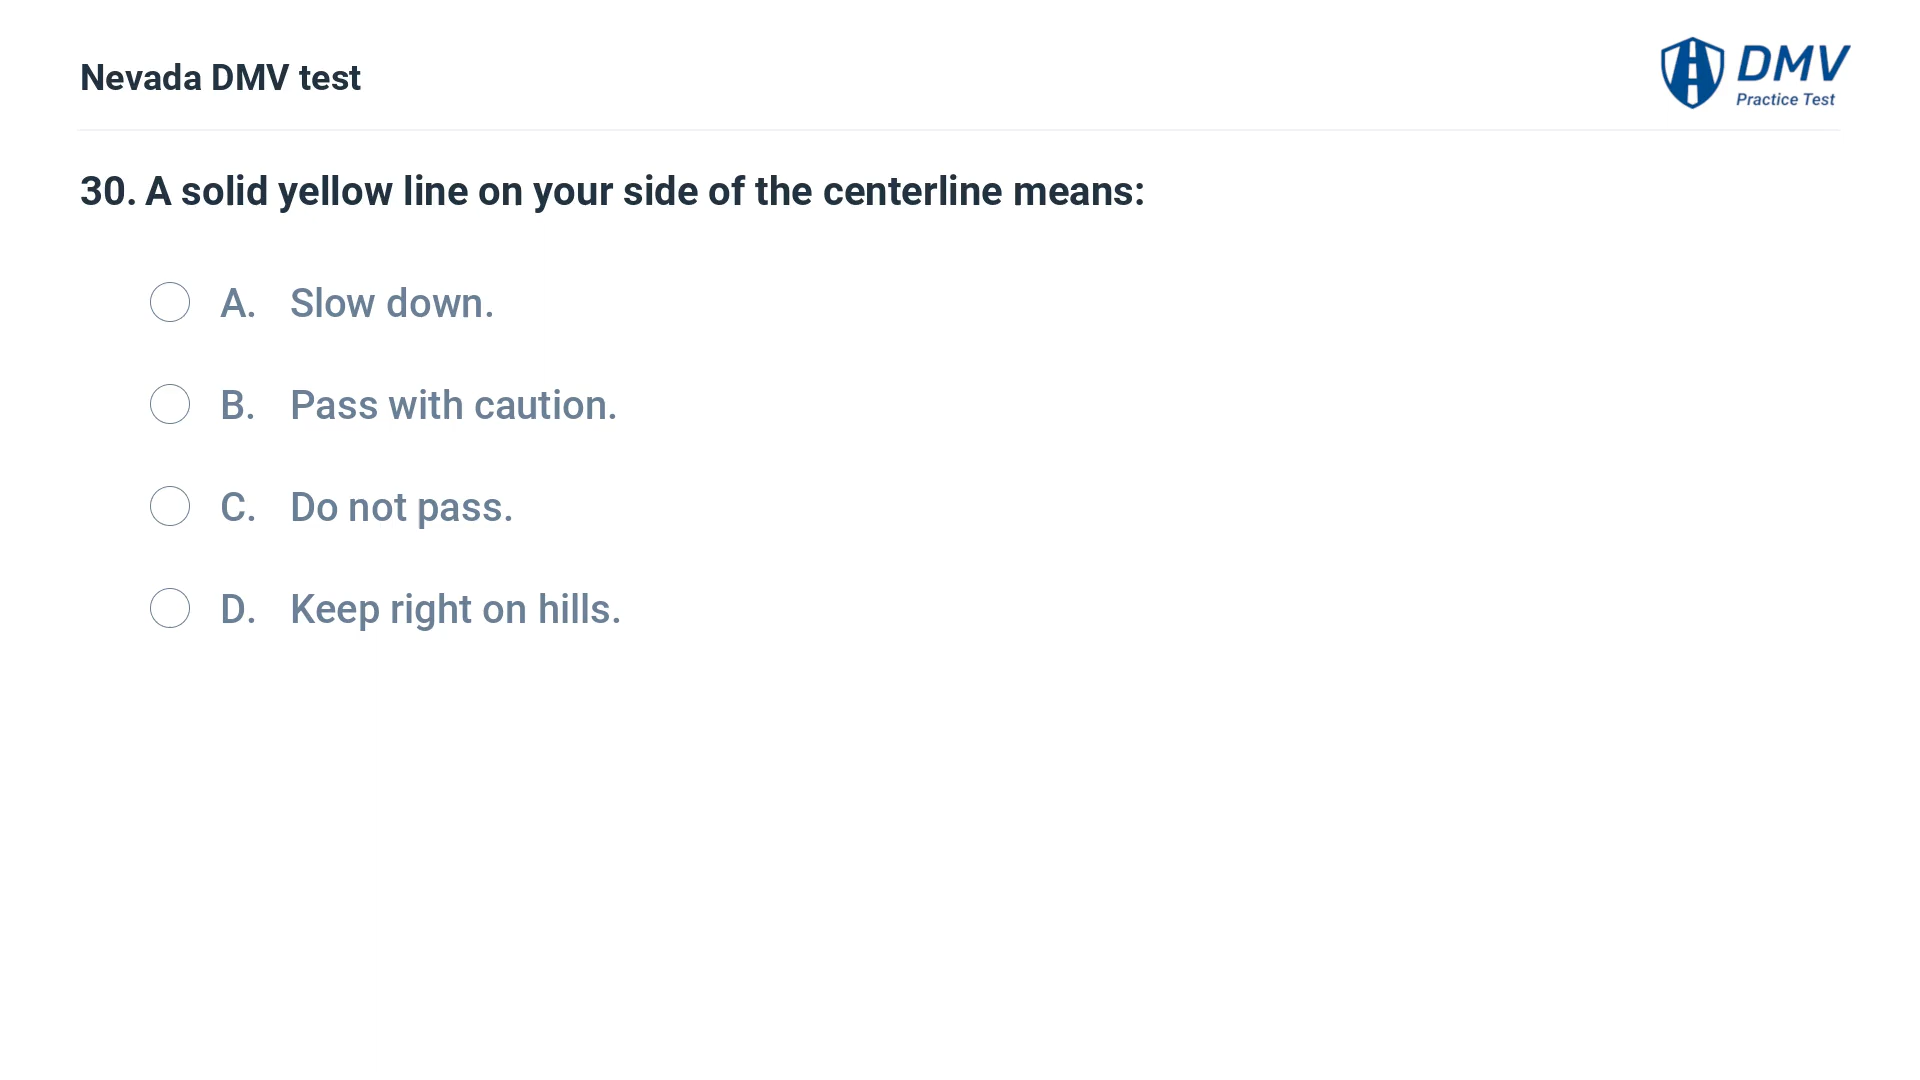 Nevada DMV test
DMV
Practice Test
30. A solid yellow line on your side of the centerline means:
A. Slow down.
B. Pass with caution.
C. Do not pass.
D. Keep right on hills.